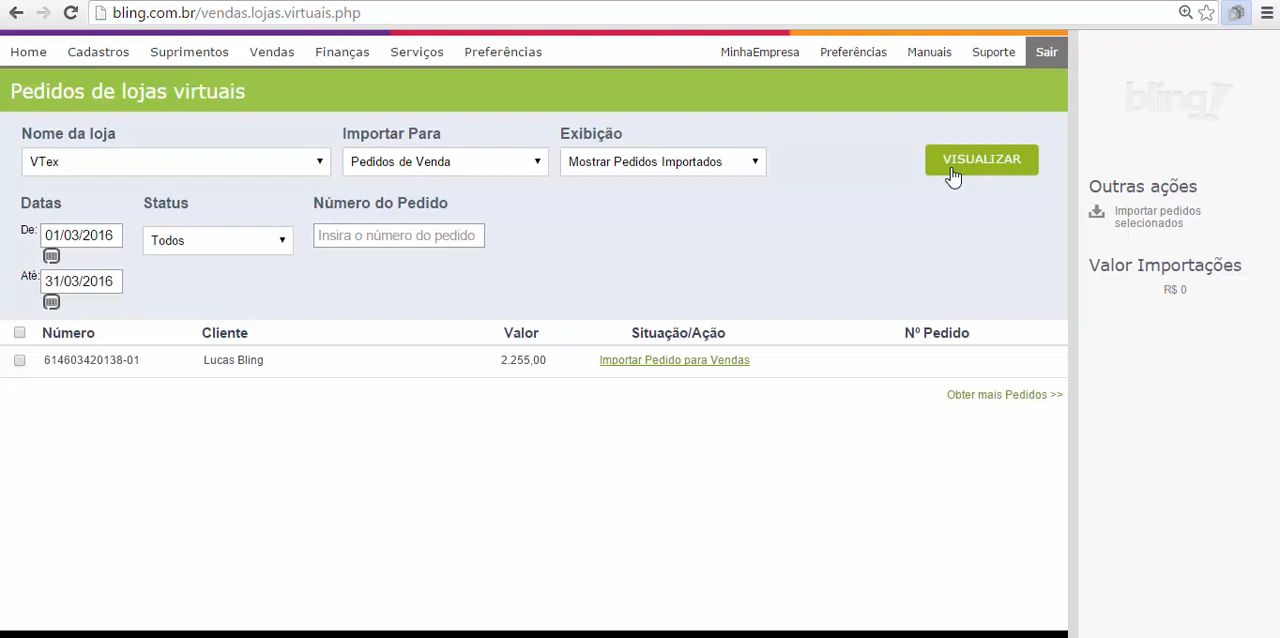 bling.com.br/vendas.lojas.virtuais.php
Home Cadastros Suprimentos Vendas Finanças Serviços Preferências MinhaEmpresa Preferências Manuais Suporte Sair
Pedidos de lojas virtuais
Nome da loja Importar Para Exibição
VTex Pedidos de Venda Mostrar Pedidos Importados VISUALIZAR
Datas Status Número do Pedido
De: 01/03/2016 Todos Insira o número do pedido
Até: 31/03/2016
Número Cliente Valor Situação/Ação Nº Pedido
614603420138-01 Lucas Bling 2.255,00 Importar Pedido para Vendas
Obter mais Pedidos >>
bling
Outras ações
Importar pedidos
selecionados
Valor Importações
R$ 0